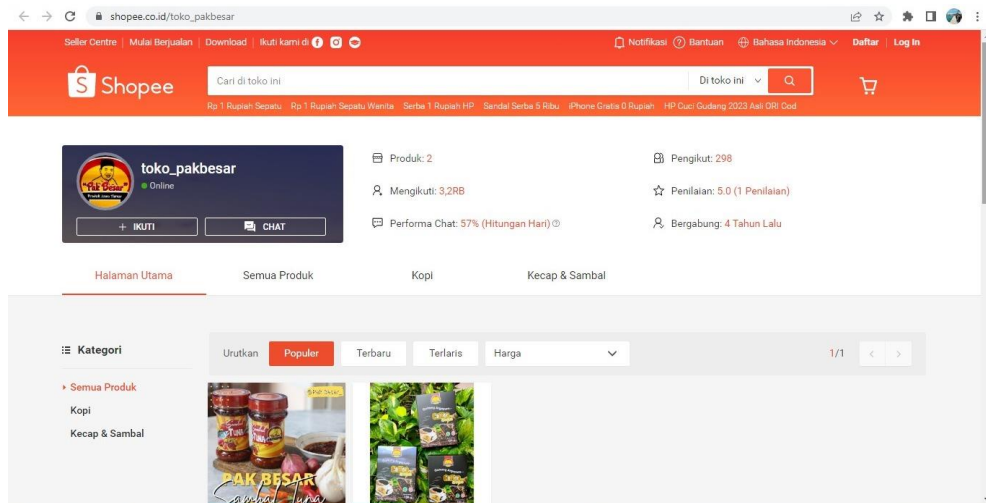 shopee.co.id/toko_pakbesar
Seller Centre | Mulai Berjualan | Download | Ikuti kami di
Notifikasi Bantuan Bahasa Indonesia Daftar Log In
Shopee
Cari di toko ini
Di toko ini
Rp 1 Rupiah Sepatu Rp 1 Rupiah Sepatu Wanita Serba 1 Rupiah HP Sandal Serba 5 Ribu iPhone Gratis 0 Rupiah HP Cuci Gudang 2023 Asli ORI Cod
Pak Besar
toko_pakbesar
Online
+ IKUTI
CHAT
Produk: 2
Pengikut: 298
Mengikuti: 3,2RB
Penilaian: 5.0 (1 Penilaian)
Performa Chat: 57% (Hitungan Hari)
Bergabung: 4 Tahun Lalu
Halaman Utama
Semua Produk
Kopi
Kecap & Sambal
Kategori
Semua Produk
Kopi
Kecap & Sambal
Urutkan
Populer
Terbaru
Terlaris
Harga
1/1
TUNA
PAK BESAR
Sambal Tuna